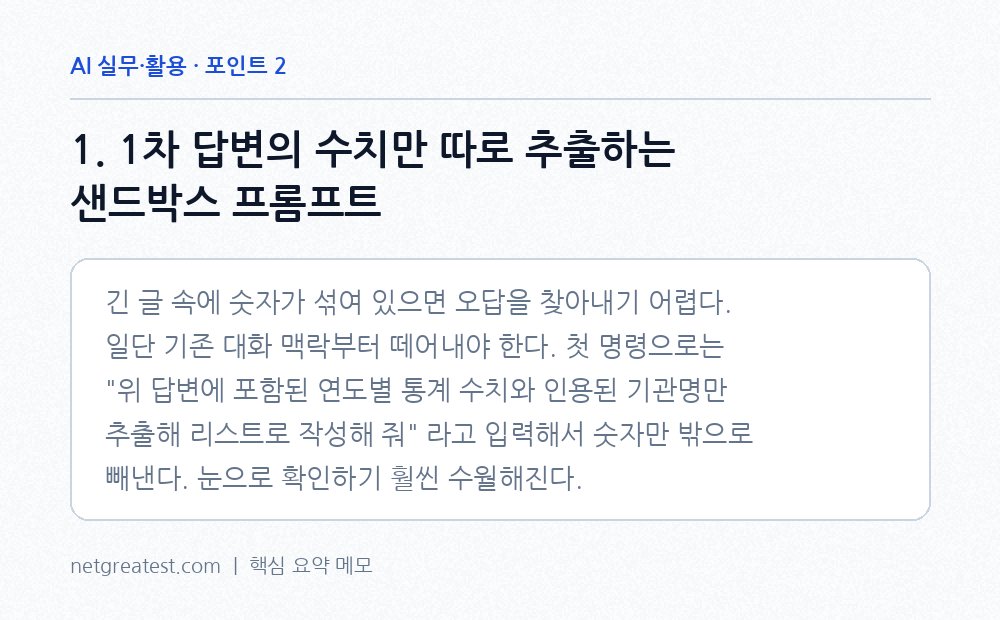 AI 실무·활용 · 포인트 2
1. 1차 답변의 수치만 따로 추출하는
샌드박스 프롬프트
긴 글 속에 숫자가 섞여 있으면 오답을 찾아내기 어렵다.
일단 기존 대화 맥락부터 떼어내야 한다. 첫 명령으로는
"위 답변에 포함된 연도별 통계 수치와 인용된 기관명만
추출해 리스트로 작성해 줘" 라고 입력해서 숫자만 밖으로
빼낸다. 눈으로 확인하기 훨씬 수월해진다.
netgreatest.com | 핵심 요약 메모